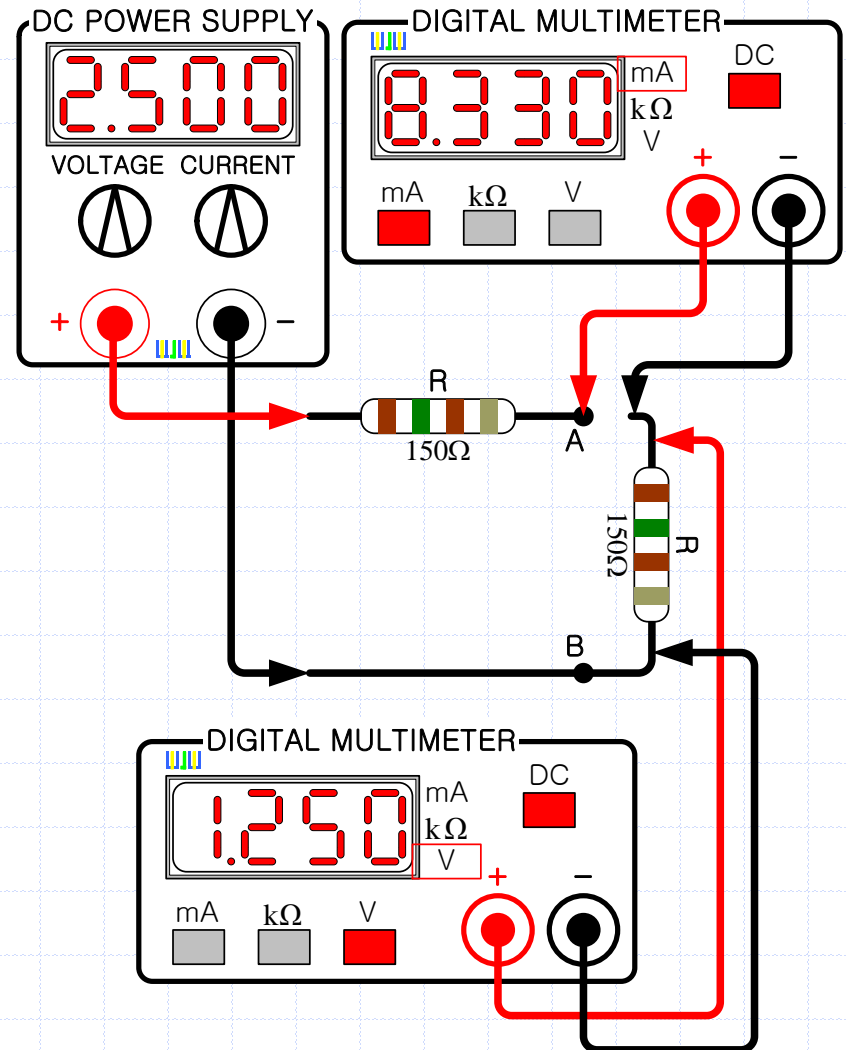 DC POWER SUPPLY
2.500
VOLTAGE CURRENT
+ −
DIGITAL MULTIMETER
8.330
mA
kΩ
V
DC
mA kΩ V
+ −
R
150Ω
A
R
150Ω
B
DIGITAL MULTIMETER
1.250
mA
kΩ
V
DC
mA kΩ V
+ −